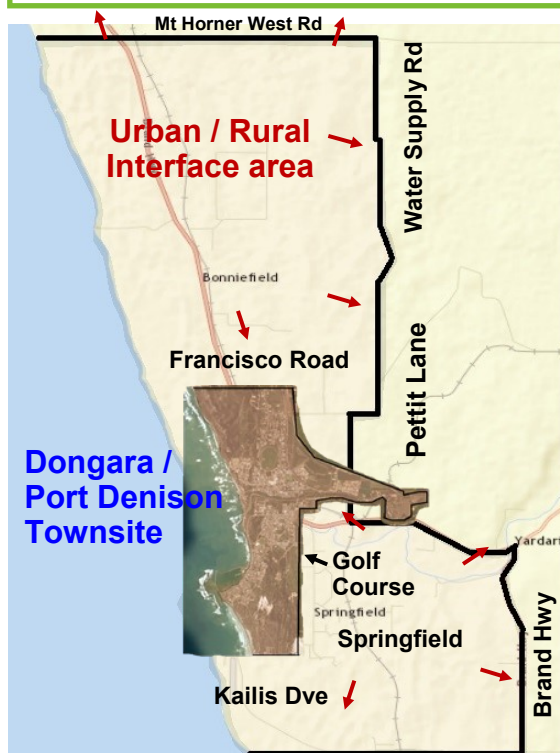 Mt Horner West Rd
Water Supply Rd
Urban / Rural
Interface area
Bonniefield
Francisco Road
Pettit Lane
Dongara /
Port Denison
Townsite
Yardari
Golf
Course
Springfield
Springfield
Brand Hwy
Kailis Dve